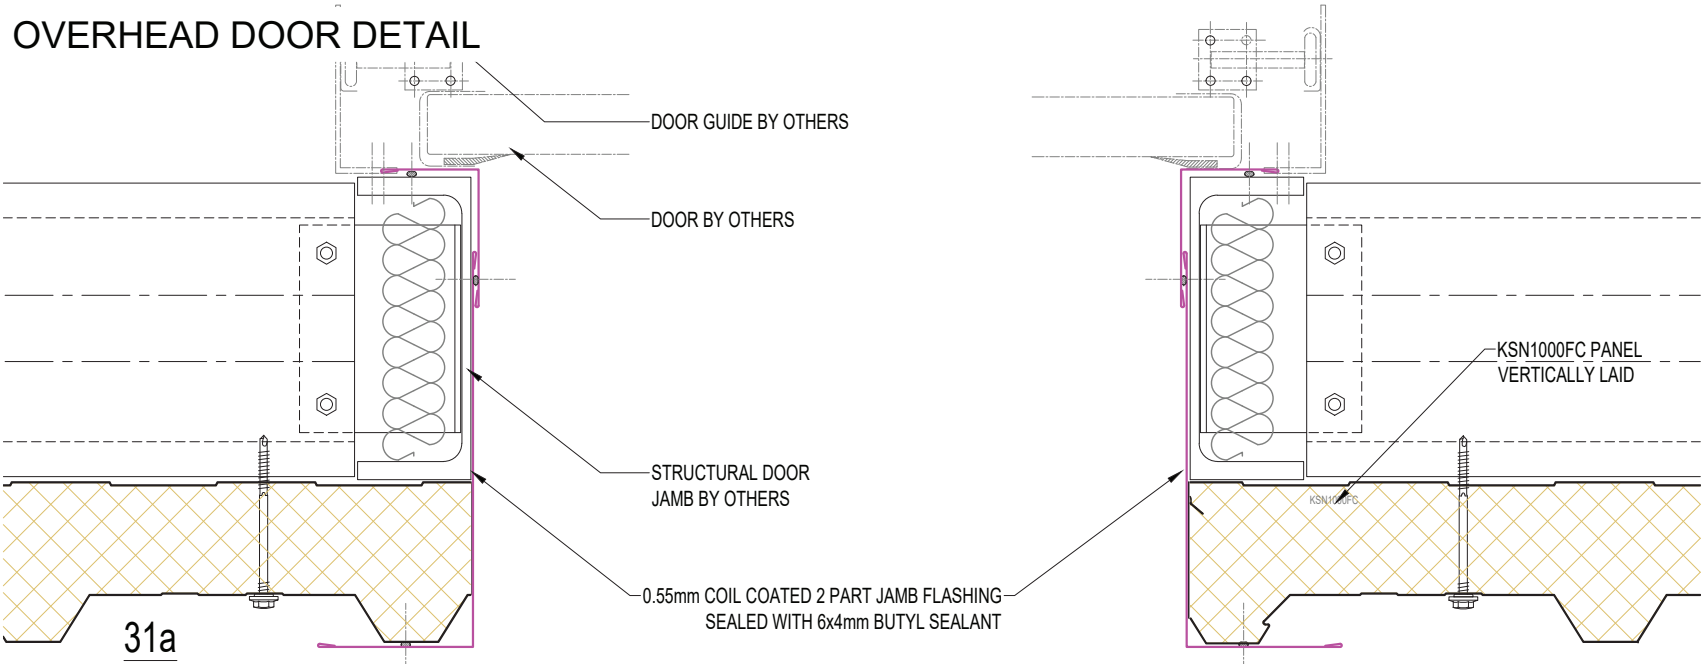 OVERHEAD DOOR DETAIL
DOOR GUIDE BY OTHERS
DOOR BY OTHERS
KSN1000FC PANEL
VERTICALLY LAID
STRUCTURAL DOOR
JAMB BY OTHERS
KSN1000FC
0.55mm COIL COATED 2 PART JAMB FLASHING
SEALED WITH 6x4mm BUTYL SEALANT
31a